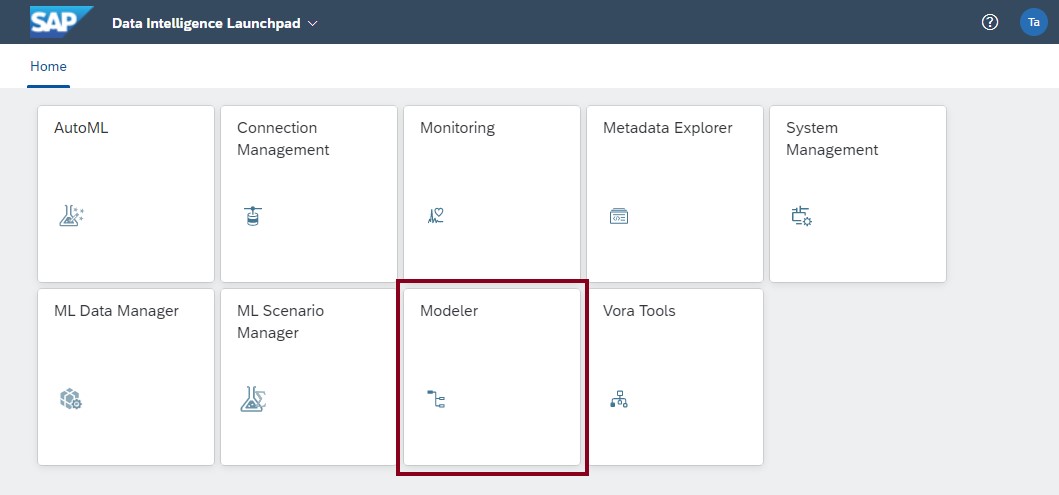 SAP Data Intelligence Launchpad Ta
Home
AutoML
Connection
Management
Monitoring
Metadata Explorer
System
Management
ML Data Manager
ML Scenario
Manager
Modeler
Vora Tools